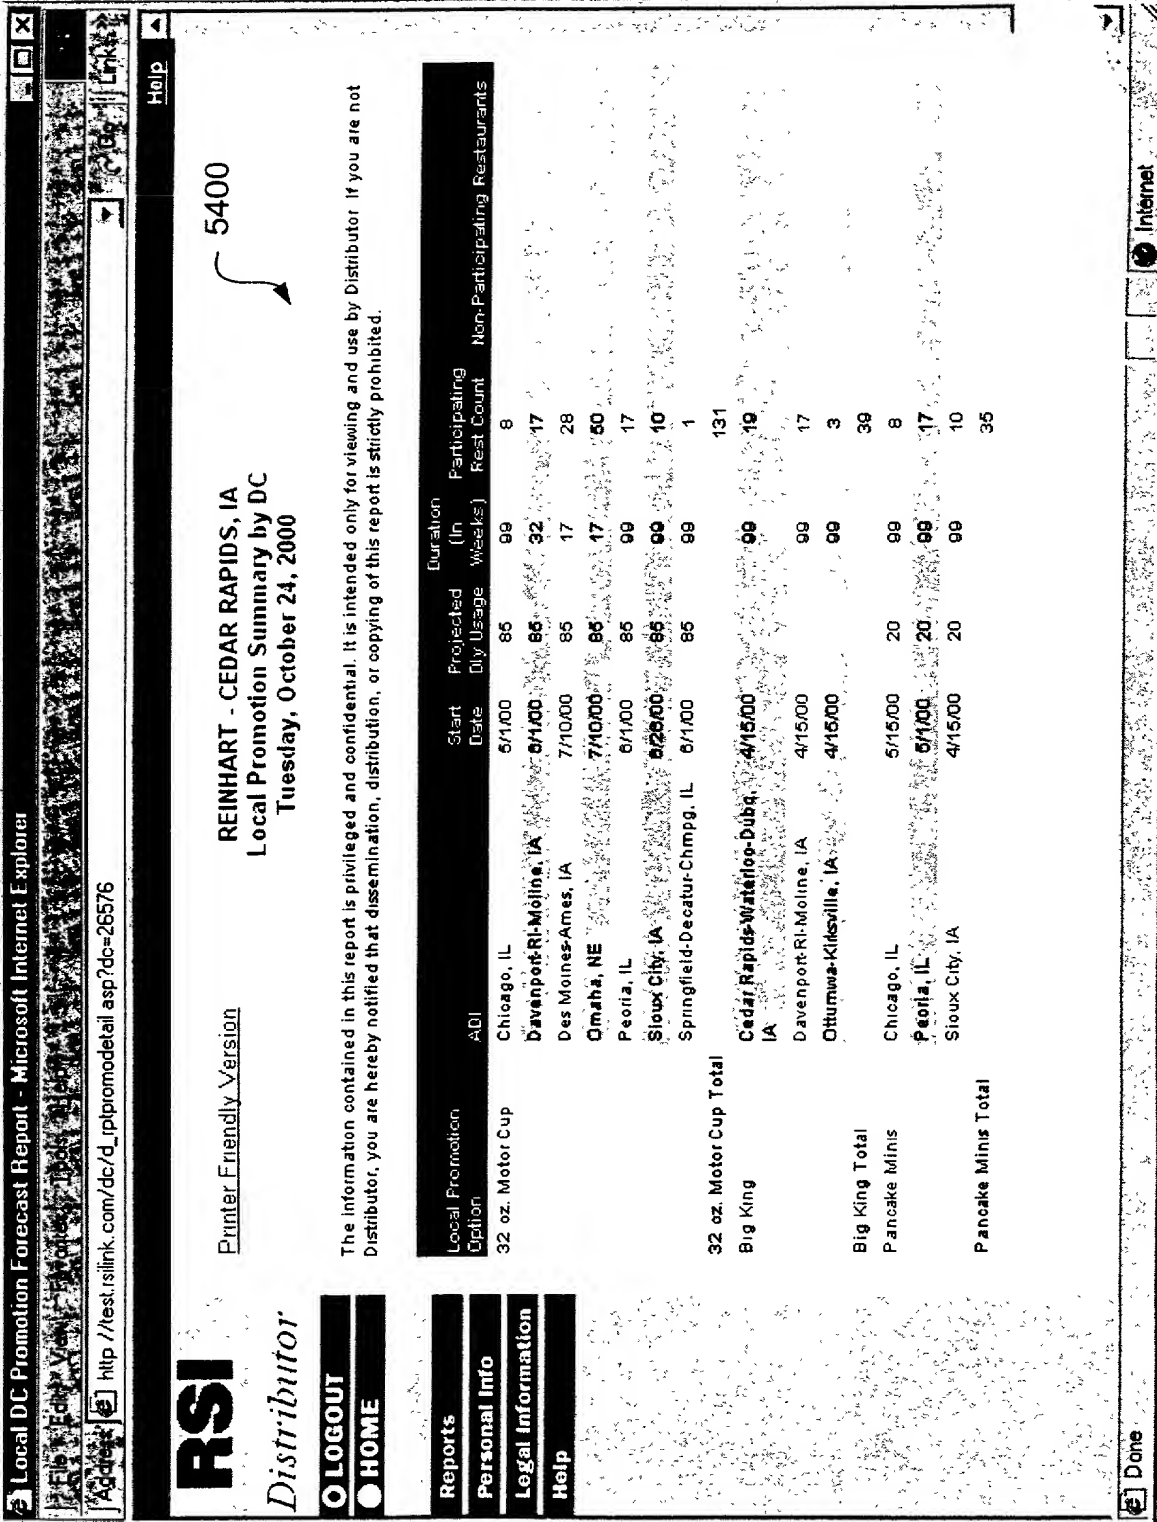 Local DC Promotion Forecast Report - Microsoft Internet Explorer
File Edit View Favorites Tools Help
Address http //test.rsilink.com/dc/d_rptpromodetail asp?dc=26576 Go Links »
Help
RSI
Distributor
LOGOUT
HOME
Reports
Personal Info
Legal Information
Help
Printer Friendly Version
REINHART - CEDAR RAPIDS, IA
Local Promotion Summary by DC
Tuesday, October 24, 2000
5400
The information contained in this report is privileged and confidential. It is intended only for viewing and use by Distributor If you are not
Distributor, you are hereby notified that dissemination, distribution, or copying of this report is strictly prohibited.
Local Promotion Option ADI Start Date Projected Dly Usage Duration (In Weeks) Participating Rest Count Non-Participating Restaurants
32 oz. Motor Cup Chicago, IL 5/1/00 85 99 8
Davenport-RI-Moline, IA 85 32 17
Des Moines-Ames, IA 7/10/00 85 17 28
Omaha, NE 7/10/00 85 17 50
Peoria, IL 6/1/00 85 99 17
Sioux City, IA 85 99 10
Springfield-Decatur-Chmpg, IL 6/1/00 85 99 1
32 oz. Motor Cup Total 131
Big King Cedar Rapids-Waterloo-Dubq, 4/15/00 99 19
IA
Davenport-RI-Moline, IA 4/15/00 99 17
Ottumwa-Kirksville, IA 4/15/00 99 3
Big King Total 39
Pancake Minis Chicago, IL 5/15/00 20 99 8
Peoria, IL 20 99 17
Sioux City, IA 4/15/00 20 99 10
Pancake Minis Total 35
Done Internet